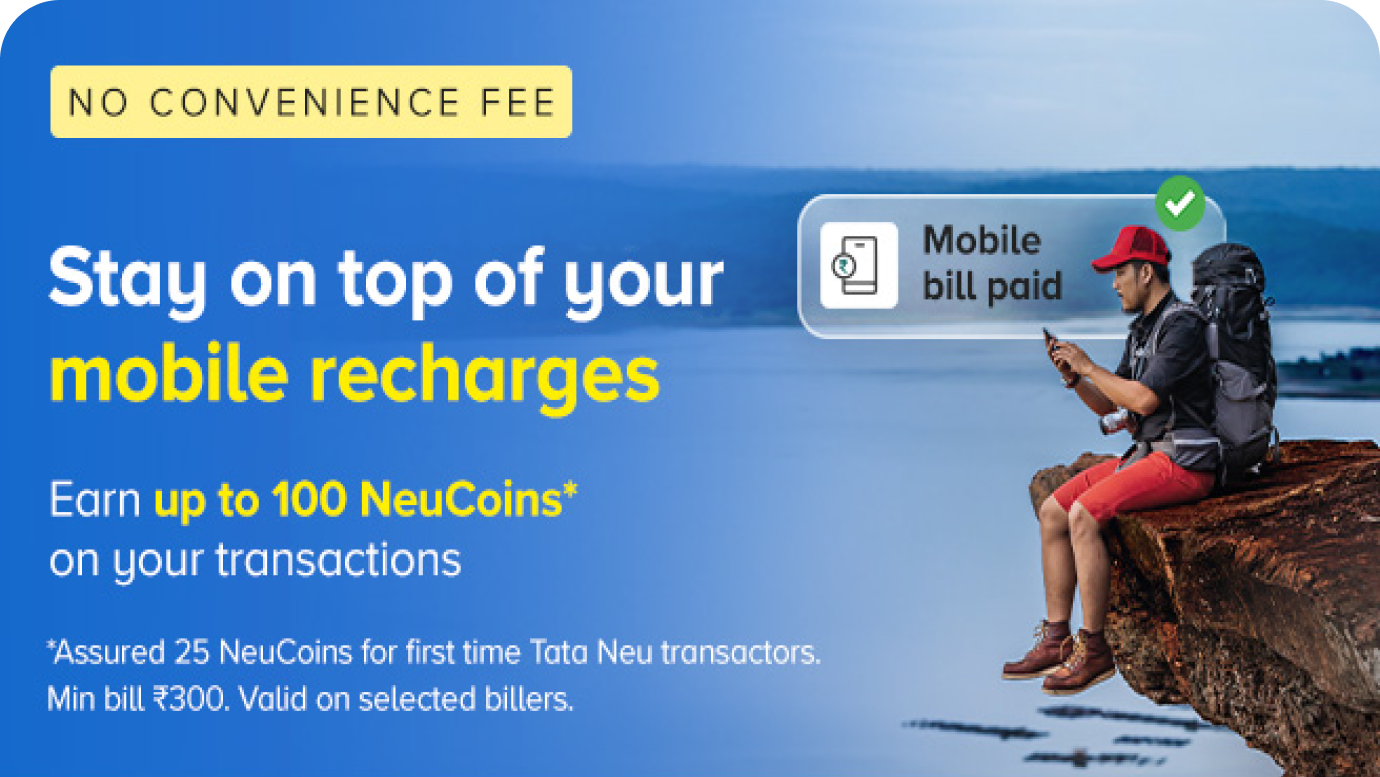 NO CONVENIENCE FEE
Stay on top of your
mobile recharges
Earn up to 100 NeuCoins*
on your transactions
*Assured 25 NeuCoins for first time Tata Neu transactors.
Min bill ₹300. Valid on selected billers.
₹
Mobile
bill paid